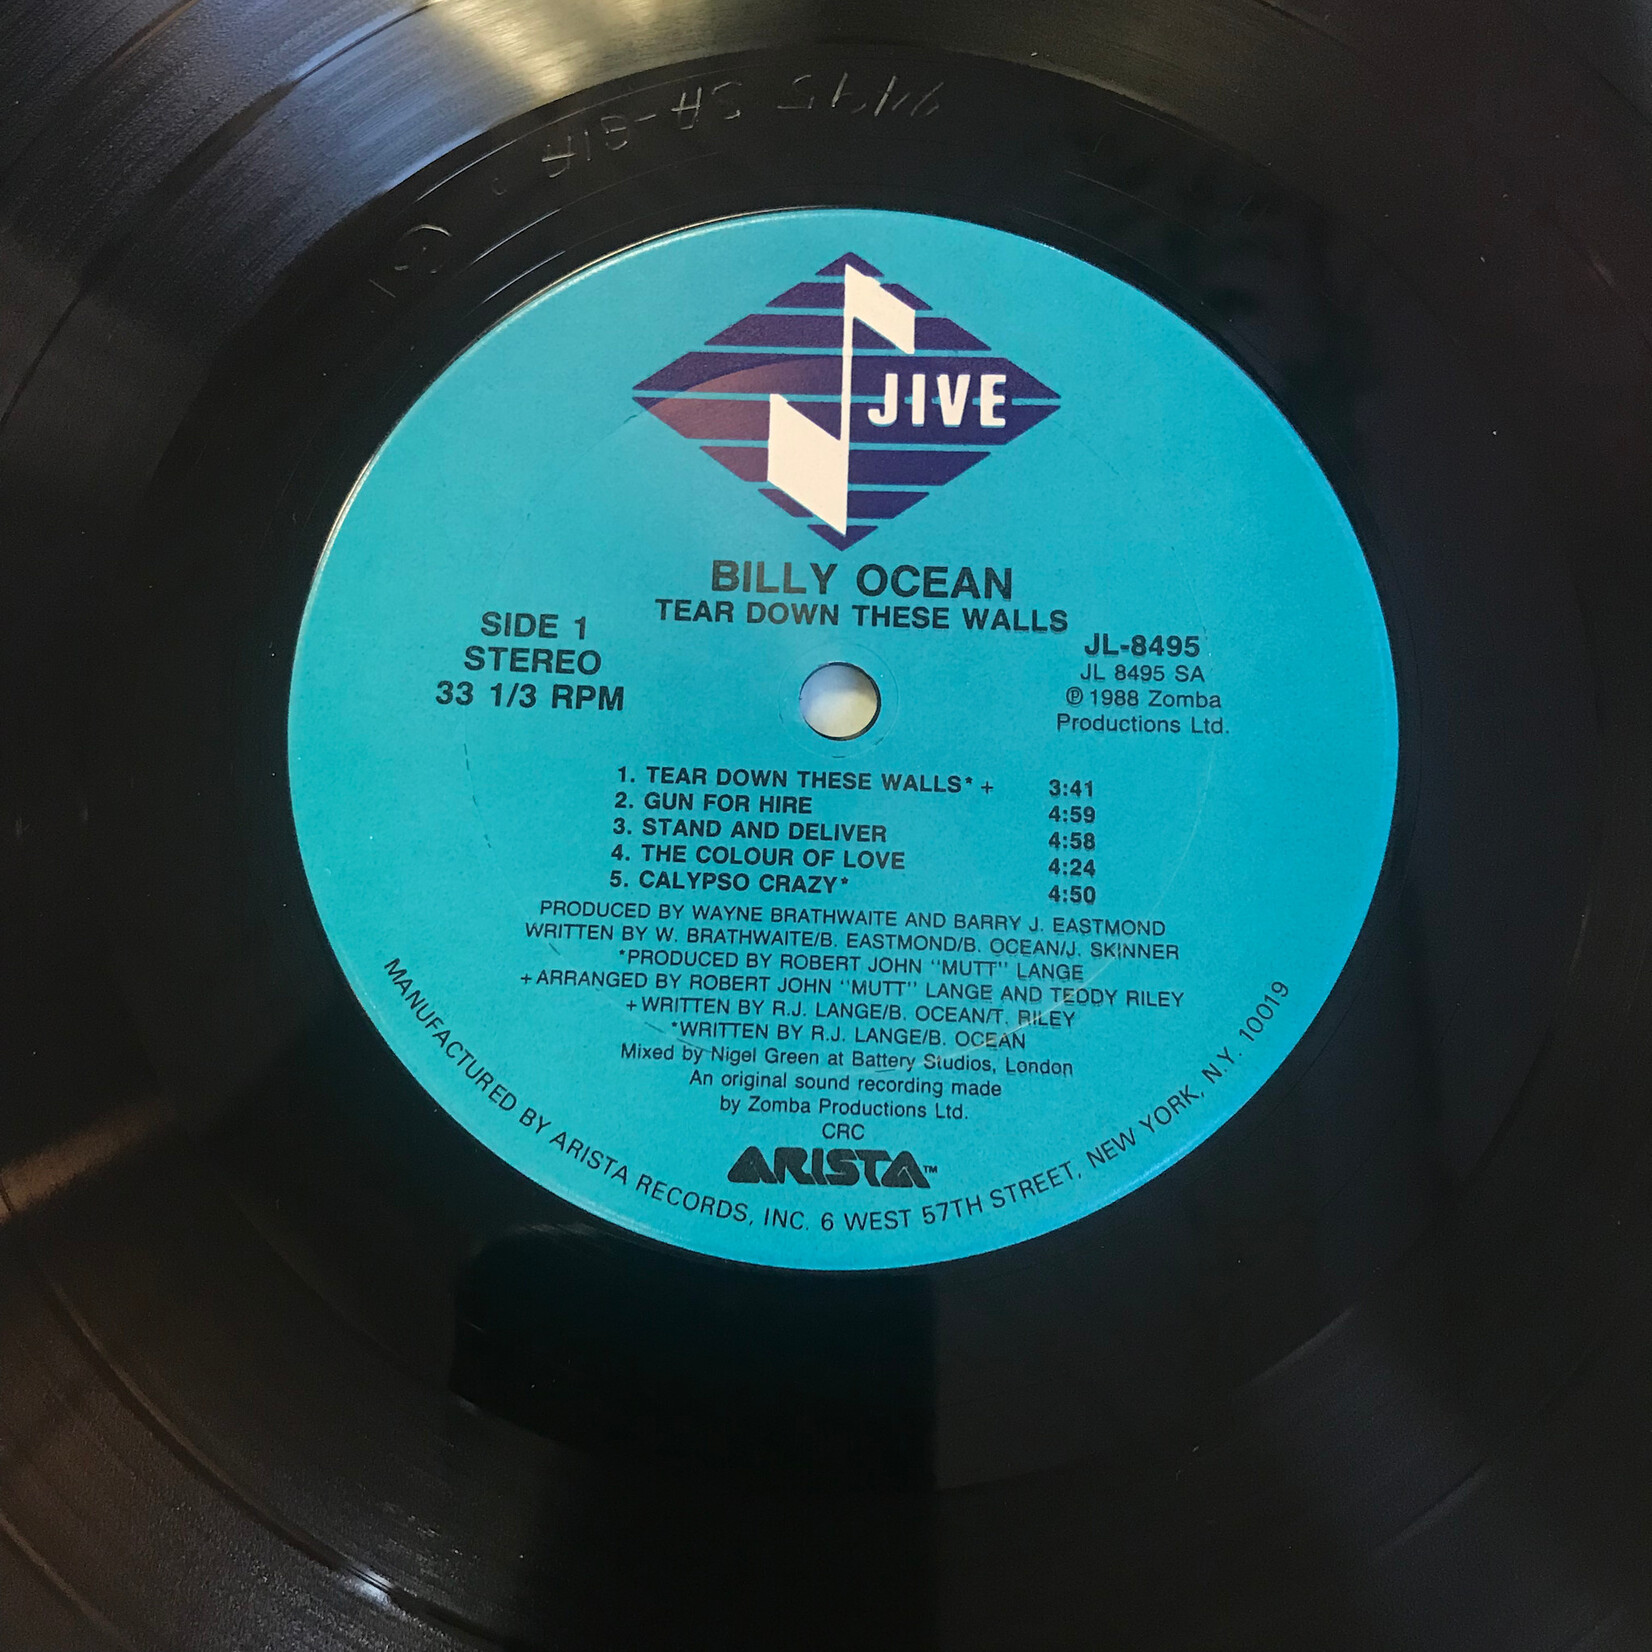 JIVE
BILLY OCEAN
TEAR DOWN THESE WALLS
SIDE 1
STEREO
33 1/3 RPM
JL-8495
JL 8495 SA
℗ 1988 Zomba
Productions Ltd.
1. TEAR DOWN THESE WALLS* + 3:41
2. GUN FOR HIRE 4:59
3. STAND AND DELIVER 4:58
4. THE COLOUR OF LOVE 4:24
5. CALYPSO CRAZY* 4:50
PRODUCED BY WAYNE BRATHWAITE AND BARRY J. EASTMOND
WRITTEN BY W. BRATHWAITE/B. EASTMOND/B. OCEAN/J. SKINNER
*PRODUCED BY ROBERT JOHN "MUTT" LANGE
+ARRANGED BY ROBERT JOHN "MUTT" LANGE AND TEDDY RILEY
+WRITTEN BY R.J. LANGE/B. OCEAN/T. RILEY
*WRITTEN BY R.J. LANGE/B. OCEAN
Mixed by Nigel Green at Battery Studios, London
An original sound recording made
by Zomba Productions Ltd.
CRC
ARISTA™
MANUFACTURED BY ARISTA RECORDS, INC. 6 WEST 57TH STREET, NEW YORK, N.Y. 10019